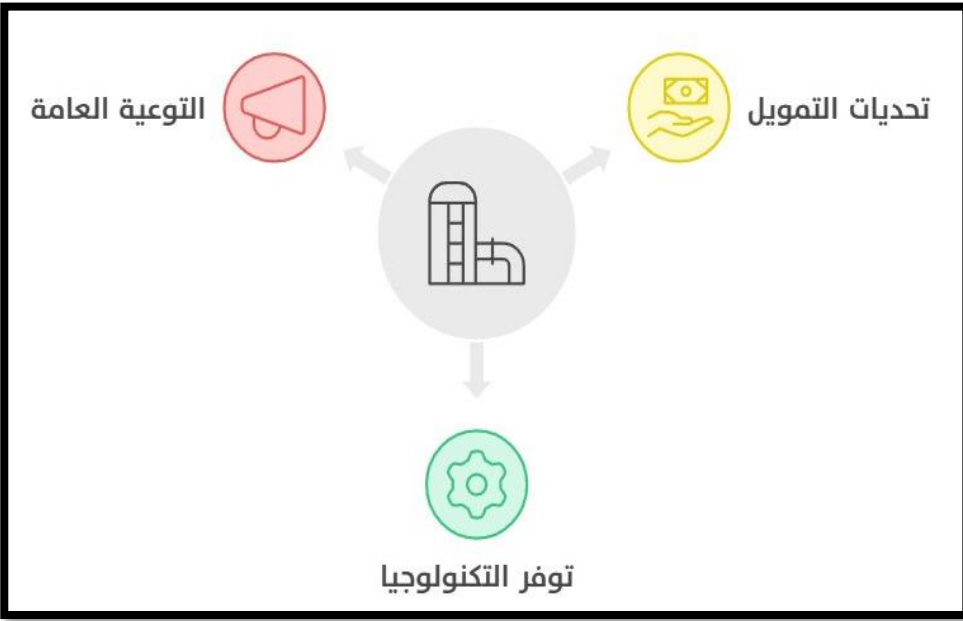 تحديات التمويل
التوعية العامة
توفر التكنولوجيا